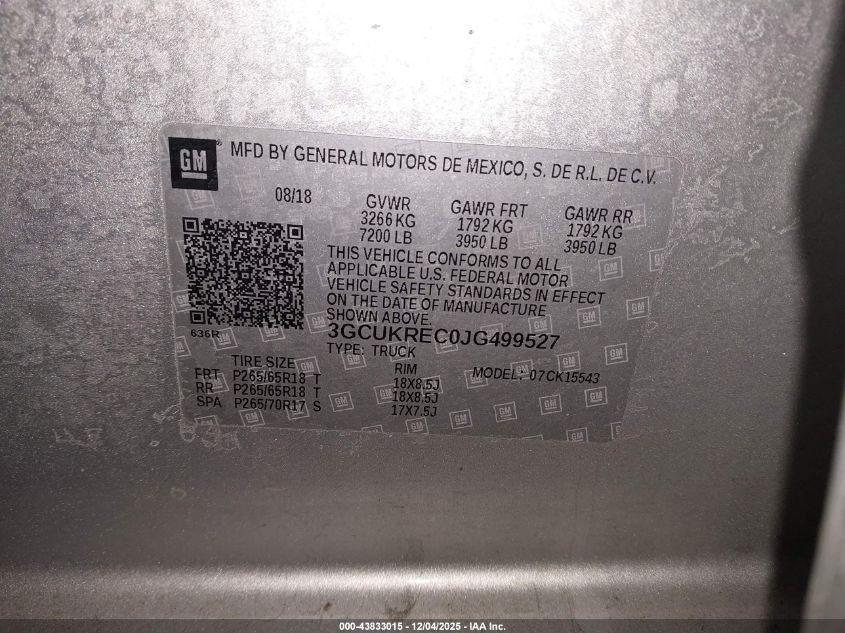 GM
MFD BY GENERAL MOTORS DE MEXICO, S. DE R.L. DE C.V.
08/18 GVWR GAWR FRT GAWR RR
3266 KG 1792 KG 1792 KG
7200 LB 3950 LB 3950 LB
THIS VEHICLE CONFORMS TO ALL
APPLICABLE U.S. FEDERAL MOTOR
VEHICLE SAFETY STANDARDS IN EFFECT
ON THE DATE OF MANUFACTURE
SHOWN ABOVE.
636R
3GCUKREC0JG499527
TYPE: TRUCK
TIRE SIZE RIM MODEL: 07CK15543
FRT P265/65R18 T 18X8.5J
RR P265/65R18 T 18X8.5J
SPA P265/70R17 S 17X7.5J
000-43833015 - 12/04/2025 - IAA Inc.